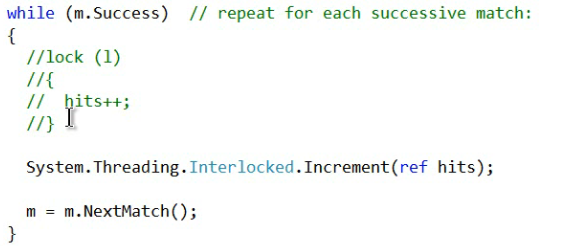 while (m.Success)  // repeat for each successive match:
{
  //lock (l)
  //{
  //  hits++;
  //}
  System.Threading.Interlocked.Increment(ref hits);
  m = m.NextMatch();
}